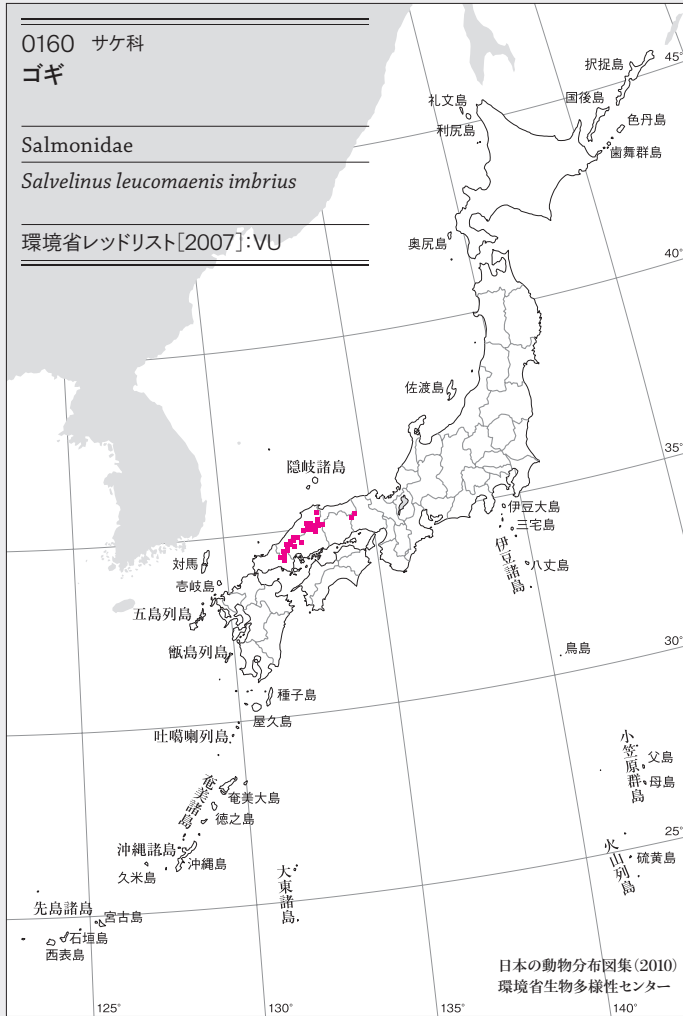 0160 サケ科
ゴギ
Salmonidae
Salvelinus leucomaenis imbrius
環境省レッドリスト[2007]:VU
択捉島
45°
国後島
礼文島
色丹島
利尻島
歯舞群島
奥尻島
40°
佐渡島
35°
隠岐諸島
伊豆大島
三宅島
伊豆諸島
八丈島
対馬
壱岐島
五島列島
甑島列島
30°
鳥島
種子島
屋久島
吐噶喇列島
小笠原群島
父島
母島
奄美諸島
奄美大島
徳之島
25°
沖縄諸島
沖縄島
久米島
火山列島
硫黄島
大東諸島
先島諸島
宮古島
石垣島
西表島
日本の動物分布図集(2010)
環境省生物多様性センター
125°
130°
135°
140°